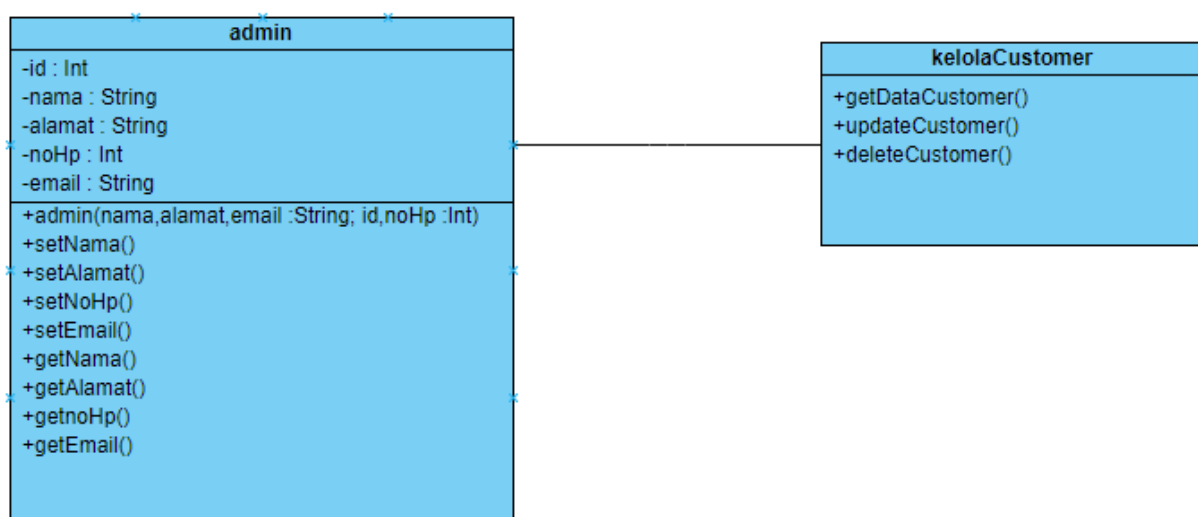 admin
-id : Int
-nama : String
-alamat : String
-noHp : Int
-email : String
+admin(nama,alamat,email :String; id,noHp :Int)
+setNama()
+setAlamat()
+setNoHp()
+setEmail()
+getNama()
+getAlamat()
+getnoHp()
+getEmail()
kelolaCustomer
+getDataCustomer()
+updateCustomer()
+deleteCustomer()